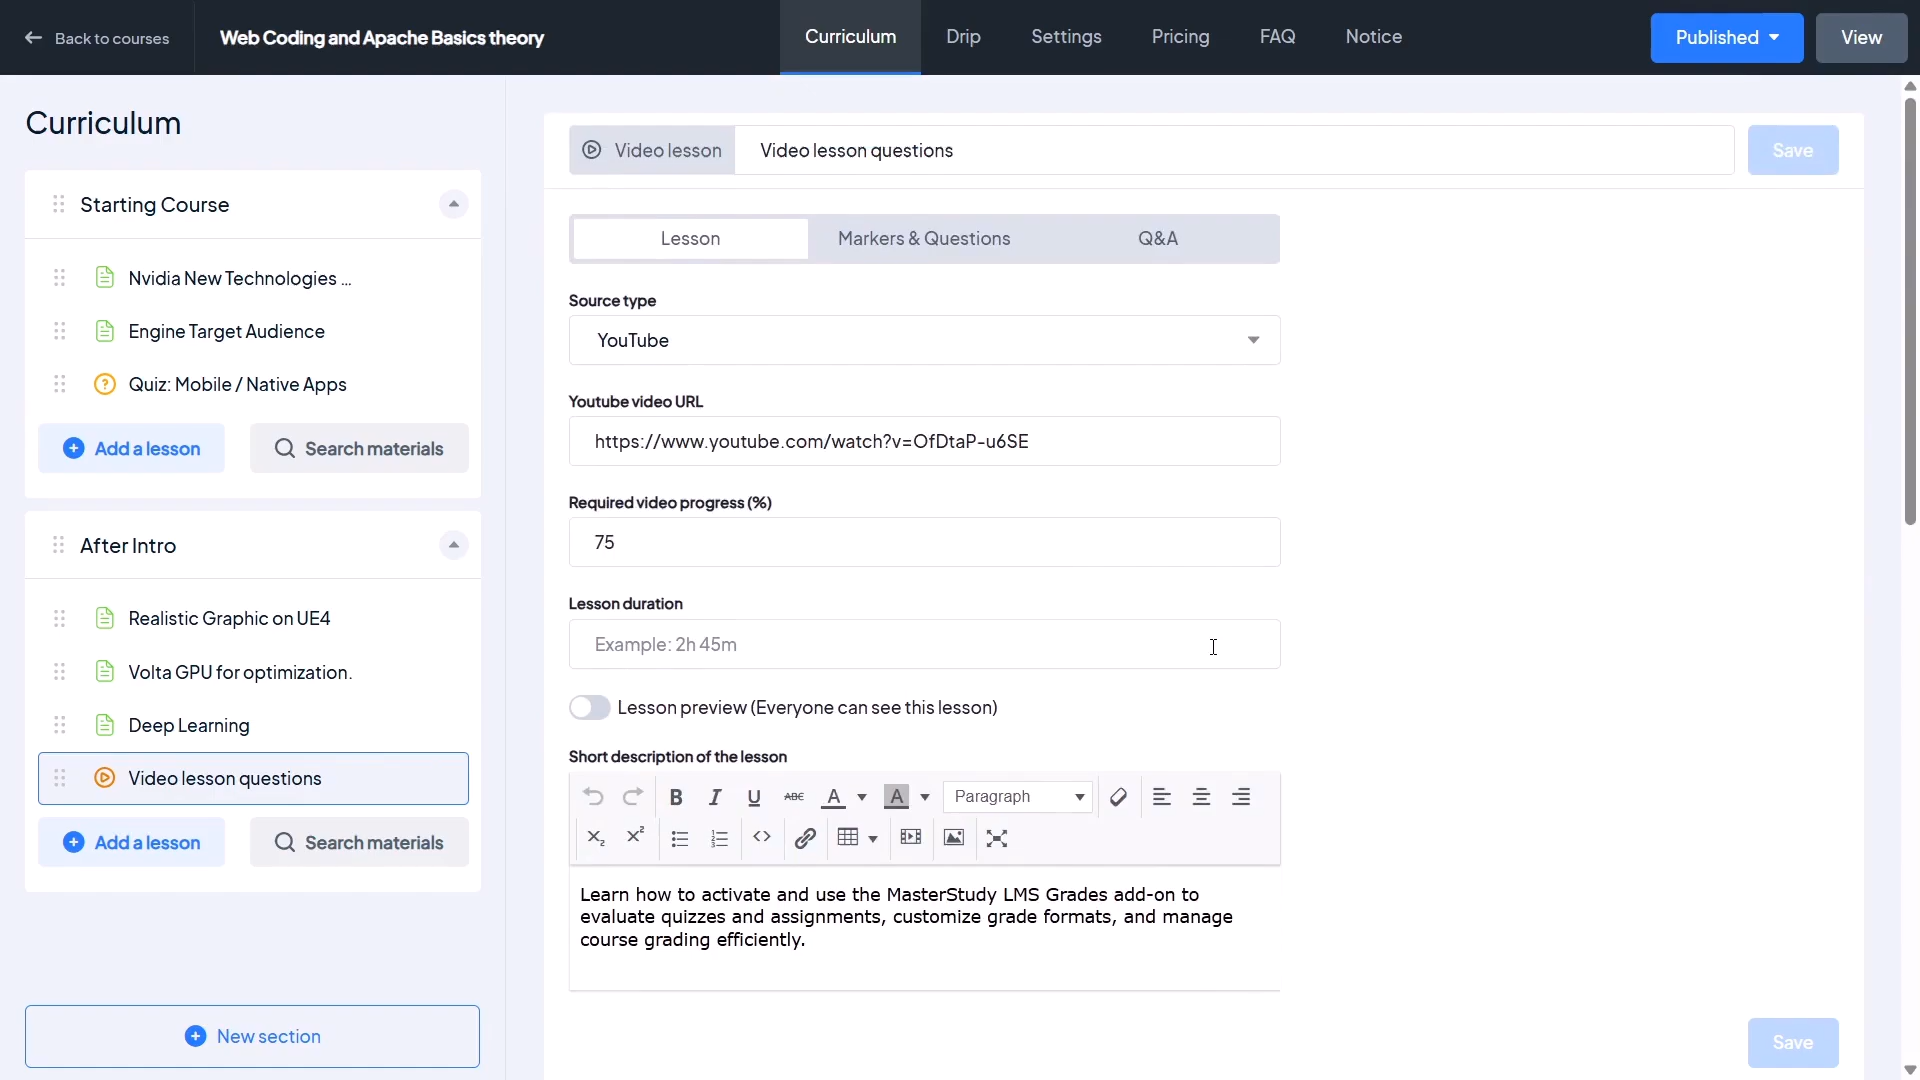 Back to courses
Web Coding and Apache Basics theory
Curriculum
Drip
Settings
Pricing
FAQ
Notice
Published
View
Curriculum
Starting Course
Nvidia New Technologies ...
Engine Target Audience
Quiz: Mobile / Native Apps
Add a lesson
Search materials
After Intro
Realistic Graphic on UE4
Volta GPU for optimization.
Deep Learning
Video lesson questions
Add a lesson
Search materials
New section
Video lesson
Video lesson questions
Save
Lesson
Markers & Questions
Q&A
Source type
YouTube
Youtube video URL
https://www.youtube.com/watch?v=OfDtaP-u6SE
Required video progress (%)
75
Lesson duration
Example: 2h 45m
Lesson preview (Everyone can see this lesson)
Short description of the lesson
B I U ABC A A Paragraph
Learn how to activate and use the MasterStudy LMS Grades add-on to
evaluate quizzes and assignments, customize grade formats, and manage
course grading efficiently.
Save